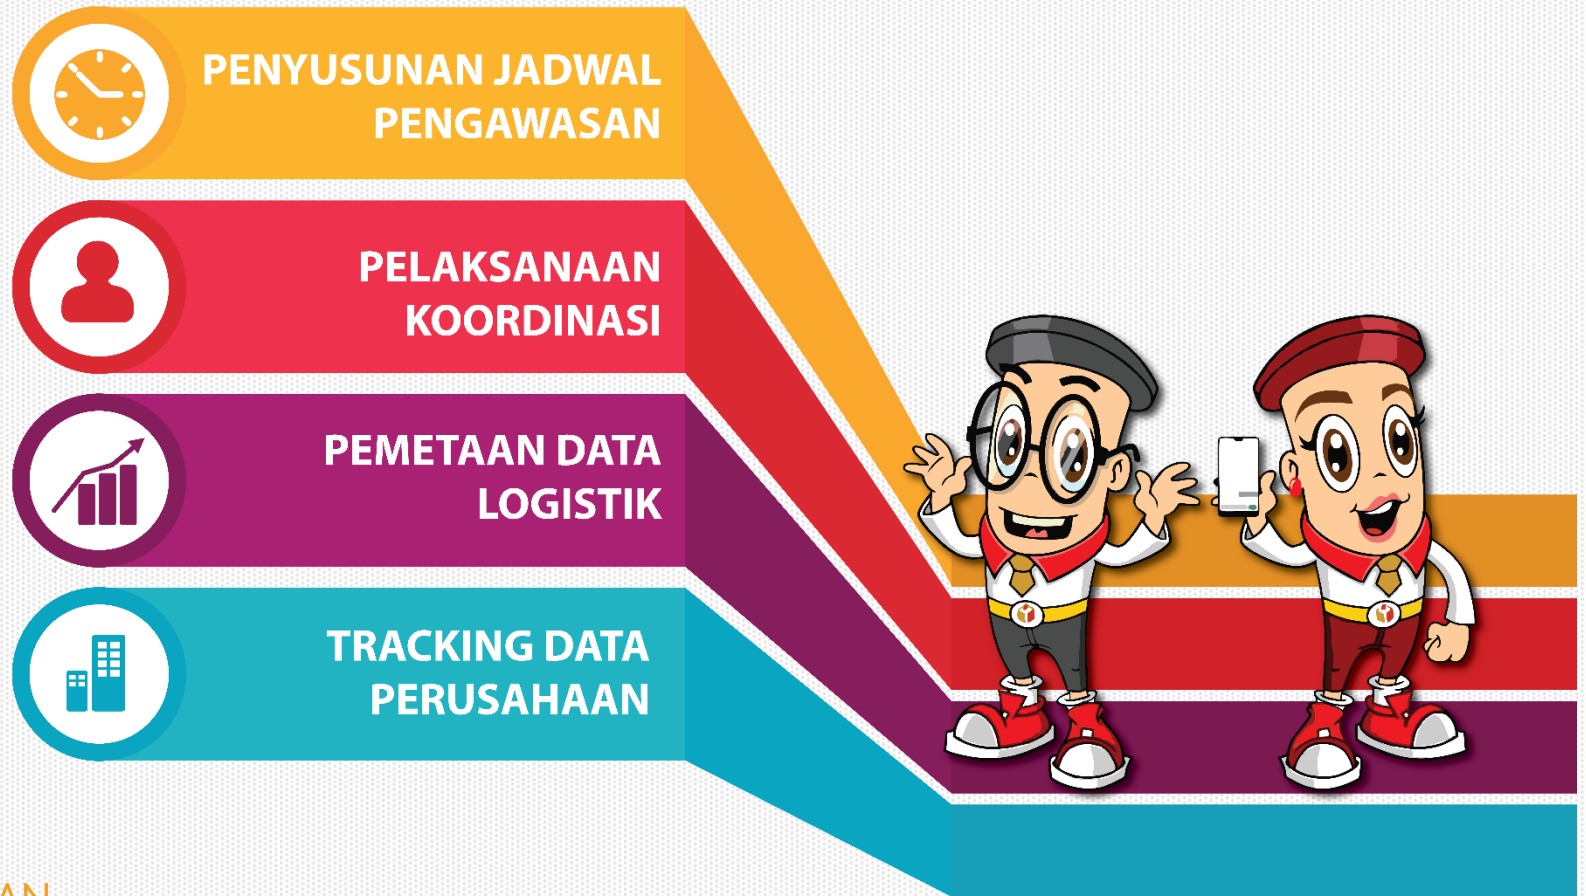 PENYUSUNAN JADWAL
PENGAWASAN
PELAKSANAAN
KOORDINASI
PEMETAAN DATA
LOGISTIK
TRACKING DATA
PERUSAHAAN